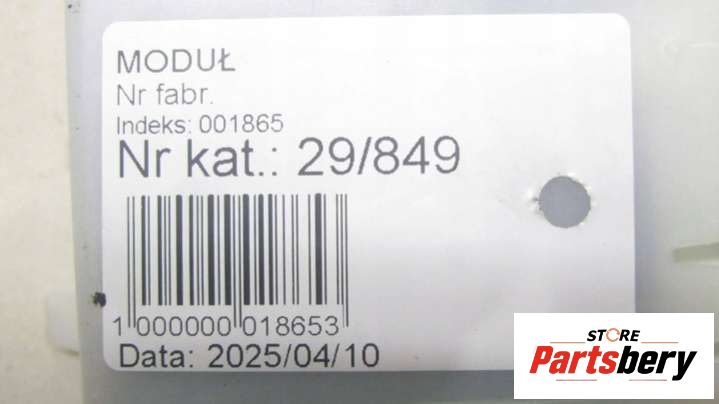 MODUŁ
Nr fabr.
Indeks: 001865
Nr kat.: 29/849
1 000000 018653
Data: 2025/04/10
STORE
Partsbery